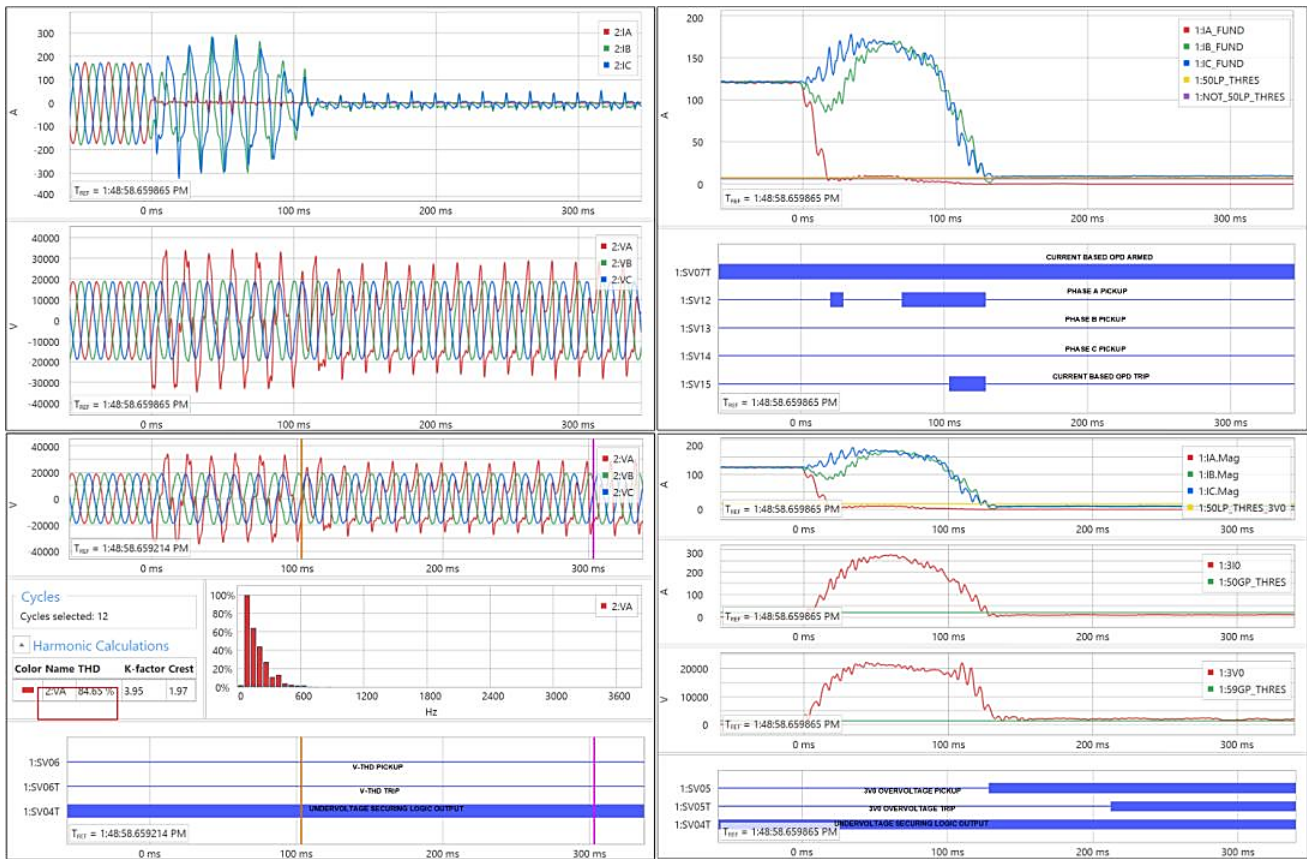 300
200
100
0
-100
-200
-300
-400
A
2:IA
2:IB
2:IC
T_REF = 1:48:58.659865 PM
0 ms
100 ms
200 ms
300 ms
40000
30000
20000
10000
0
-10000
-20000
-30000
-40000
V
2:VA
2:VB
2:VC
T_REF = 1:48:58.659865 PM
0 ms
100 ms
200 ms
300 ms
200
150
100
50
0
A
1:IA_FUND
1:IB_FUND
1:IC_FUND
1:50LP_THRES
1:NOT_50LP_THRES
T_REF = 1:48:58.659865 PM
0 ms
100 ms
200 ms
300 ms
CURRENT BASED OPD ARMED
1:SV07T
PHASE A PICKUP
1:SV12
PHASE B PICKUP
1:SV13
PHASE C PICKUP
1:SV14
CURRENT BASED OPD TRIP
1:SV15
T_REF = 1:48:58.659865 PM
0 ms
100 ms
200 ms
300 ms
40000
20000
0
-20000
40000
V
2:VA
2:VB
2:VC
T_REF = 1:48:58.659214 PM
0 ms
100 ms
200 ms
300 ms
Cycles
Cycles selected: 12
Harmonic Calculations
Color Name THD K-factor Crest
2:VA 84.65 % 3.95 1.97
100%
80%
60%
40%
20%
0%
2:VA
0 600 1200 1800 2400 3000 3600
Hz
1:SV06
V-THD PICKUP
1:SV06T
V-THD TRIP
1:SV04T
UNDERVOLTAGE SECURING LOGIC OUTPUT
T_REF = 1:48:58.659214 PM
0 ms
100 ms
200 ms
300 ms
200
100
0
A
1:IA.Mag
1:IB.Mag
1:IC.Mag
1:50LP_THRES_3V0
T_REF = 1:48:58.659865 PM
0 ms
100 ms
200 ms
300 ms
300
200
100
0
A
1:3I0
1:50GP_THRES
T_REF = 1:48:58.659865 PM
0 ms
100 ms
200 ms
300 ms
20000
10000
0
V
1:3V0
1:59GP_THRES
T_REF = 1:48:58.659865 PM
0 ms
100 ms
200 ms
300 ms
1:SV05
3V0 OVERVOLTAGE PICKUP
1:SV05T
3V0 OVERVOLTAGE TRIP
1:SV04T
UNDERVOLTAGE SECURING LOGIC OUTPUT
T_REF = 1:48:58.659865 PM
0 ms
100 ms
200 ms
300 ms